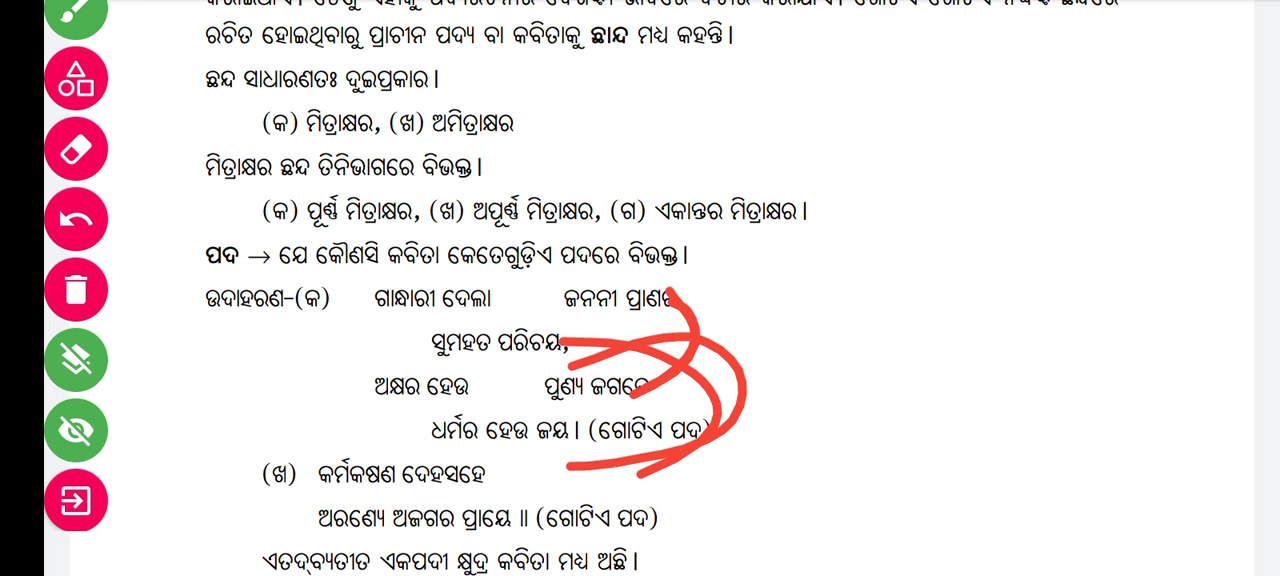 ରଚିତ ହୋଇଥିବାରୁ ପ୍ରାଚୀନ ପଦ୍ୟ ବା କବିତାକୁ ଛାନ୍ଦ ମଧ୍ୟ କହନ୍ତି।
ଛନ୍ଦ ସାଧାରଣତଃ ଦୁଇପ୍ରକାର।
(କ) ମିତ୍ରାକ୍ଷର, (ଖ) ଅମିତ୍ରାକ୍ଷର
ମିତ୍ରାକ୍ଷର ଛନ୍ଦ ତିନିଭାଗରେ ବିଭକ୍ତ।
(କ) ପୂର୍ଣ୍ଣ ମିତ୍ରାକ୍ଷର, (ଖ) ଅପୂର୍ଣ୍ଣ ମିତ୍ରାକ୍ଷର, (ଗ) ଏକାନ୍ତର ମିତ୍ରାକ୍ଷର।
ପଦ → ଯେ କୌଣସି କବିତା କେତେଗୁଡ଼ିଏ ପଦରେ ବିଭକ୍ତ।
ଉଦାହରଣ-(କ) ଗାନ୍ଧାରୀ ଦେଲା ଜନନୀ
ସୁମହତ ପରିଚୟ,
ଅକ୍ଷର ହେଉ ପୁଣ୍ୟ
ଧର୍ମର ହେଉ ଜୟ। (ଗୋଟିଏ ପଦ)
(ଖ) କର୍ମକଷଣ ଦେହସହେ
ଅରଣ୍ୟେ ଅଜଗର ପ୍ରାୟେ ॥ (ଗୋଟିଏ ପଦ)
ଏତଦ୍‌ବ୍ୟତୀତ ଏକପଦୀ କ୍ଷୁଦ୍ର କବିତା ମଧ୍ୟ ଅଛି।